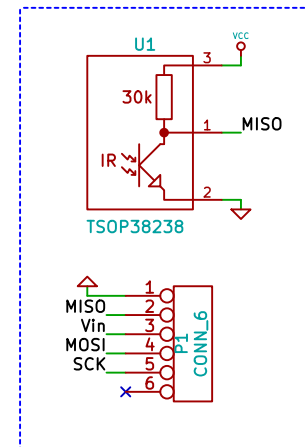 U1
VCC
3
30k
1
MISO
IR
2
TSOP38238
1
MISO 2
Vin 3
MOSI 4
SCK 5
6
P1
CONN_6